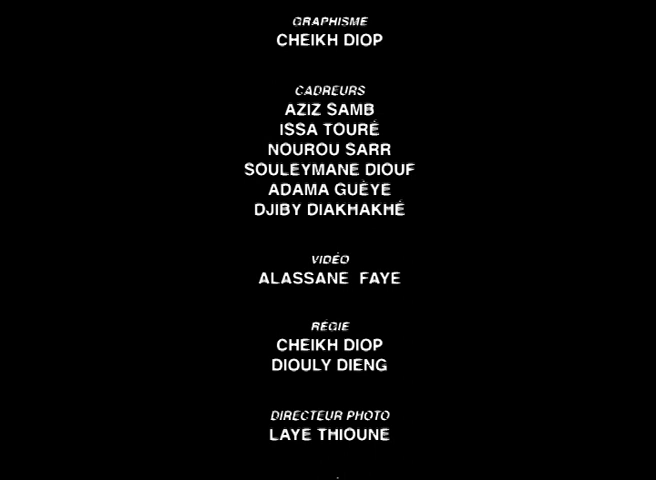 GRAPHISME
CHEIKH DIOP
CADREURS
AZIZ SAMB
ISSA TOURÉ
NOUROU SARR
SOULEYMANE DIOUF
ADAMA GUÈYE
DJIBY DIAKHAKHÉ
VIDÉO
ALASSANE FAYE
RÉGIE
CHEIKH DIOP
DIOULY DIENG
DIRECTEUR PHOTO
LAYE THIOUNE